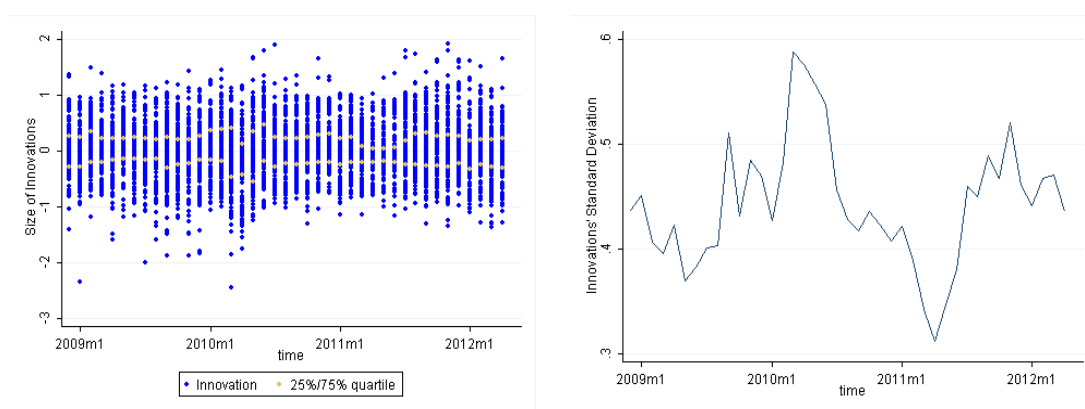 Size of Innovations
2
1
0
-1
-2
-3
2009m1 2010m1 2011m1 2012m1
time
Innovation 25%/75% quartile
Innovations' Standard Deviation
.6
.5
.4
.3
2009m1 2010m1 2011m1 2012m1
time